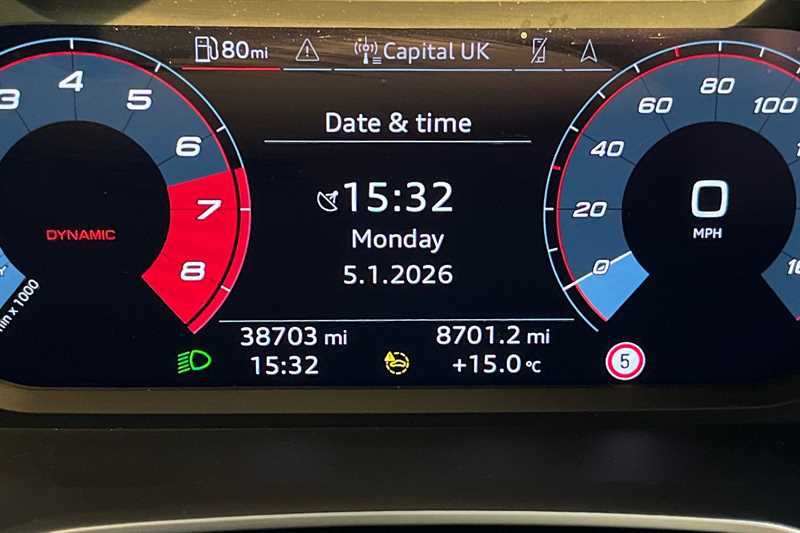 80mi Capital UK
Date & time
15:32
Monday
5.1.2026
38703 mi
15:32
8701.2 mi
+15.0 °C
3 4 5 6 7 8
DYNAMIC
x 1000
0 20 40 60 80 100
0
MPH
5